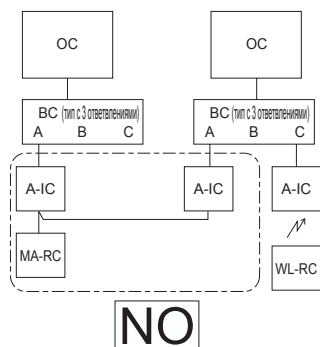 OC OC
BC (тип с 3 ответвлениями) BC (тип с 3 ответвлениями)
A B C A B C
A-IC A-IC A-IC
MA-RC WL-RC
NO